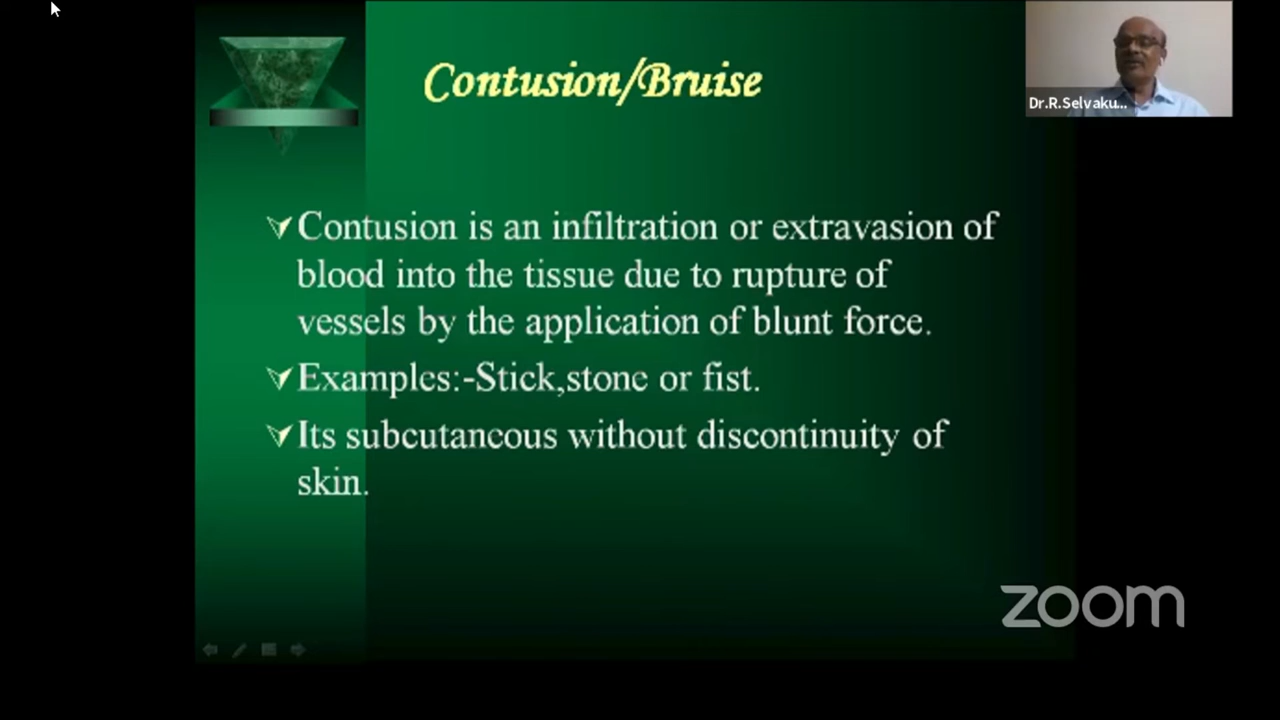 Contusion/Bruise
Dr.R.Selvaku...
Contusion is an infiltration or extravasion of
blood into the tissue due to rupture of
vessels by the application of blunt force.
Examples:-Stick,stone or fist.
Its subcutaneous without discontinuity of
skin.
zoom